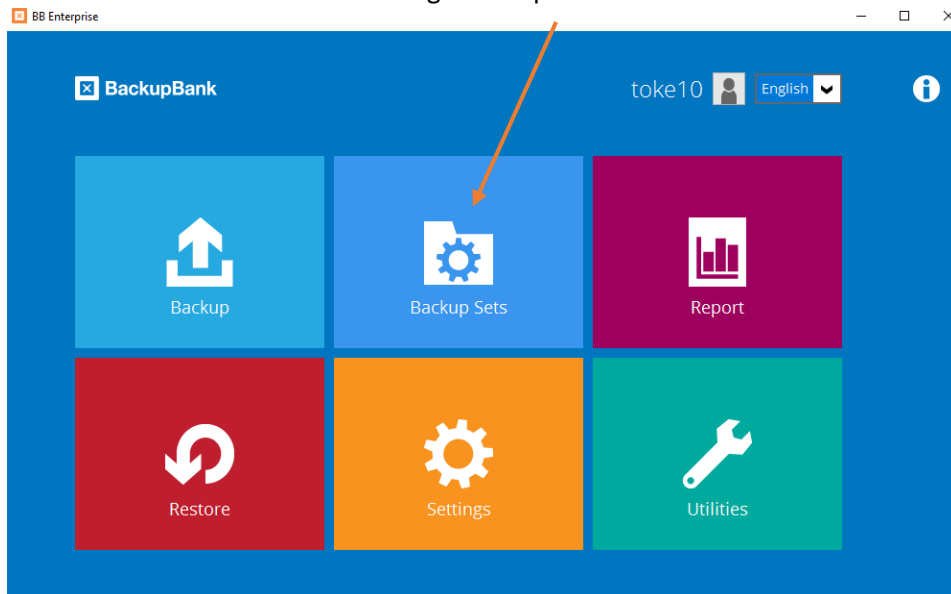 BB Enterprise
BackupBank
toke10 English
Backup
Backup Sets
Report
Restore
Settings
Utilities